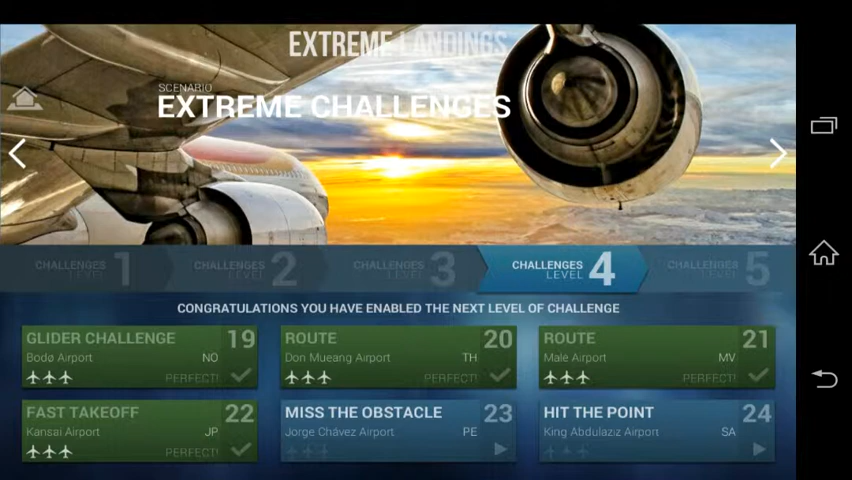 EXTREME LANDINGS
SCENARIO
EXTREME CHALLENGES
CHALLENGES LEVEL 1
CHALLENGES LEVEL 2
CHALLENGES LEVEL 3
CHALLENGES LEVEL 4
CHALLENGES LEVEL 5
CONGRATULATIONS YOU HAVE ENABLED THE NEXT LEVEL OF CHALLENGE
GLIDER CHALLENGE 19
Bodø Airport NO
PERFECT!
ROUTE 20
Don Mueang Airport TH
PERFECT!
ROUTE 21
Malé Airport MV
PERFECT!
FAST TAKEOFF 22
Kansai Airport JP
PERFECT!
MISS THE OBSTACLE 23
Jorge Chávez Airport PE
HIT THE POINT 24
King Abdulaziz Airport SA